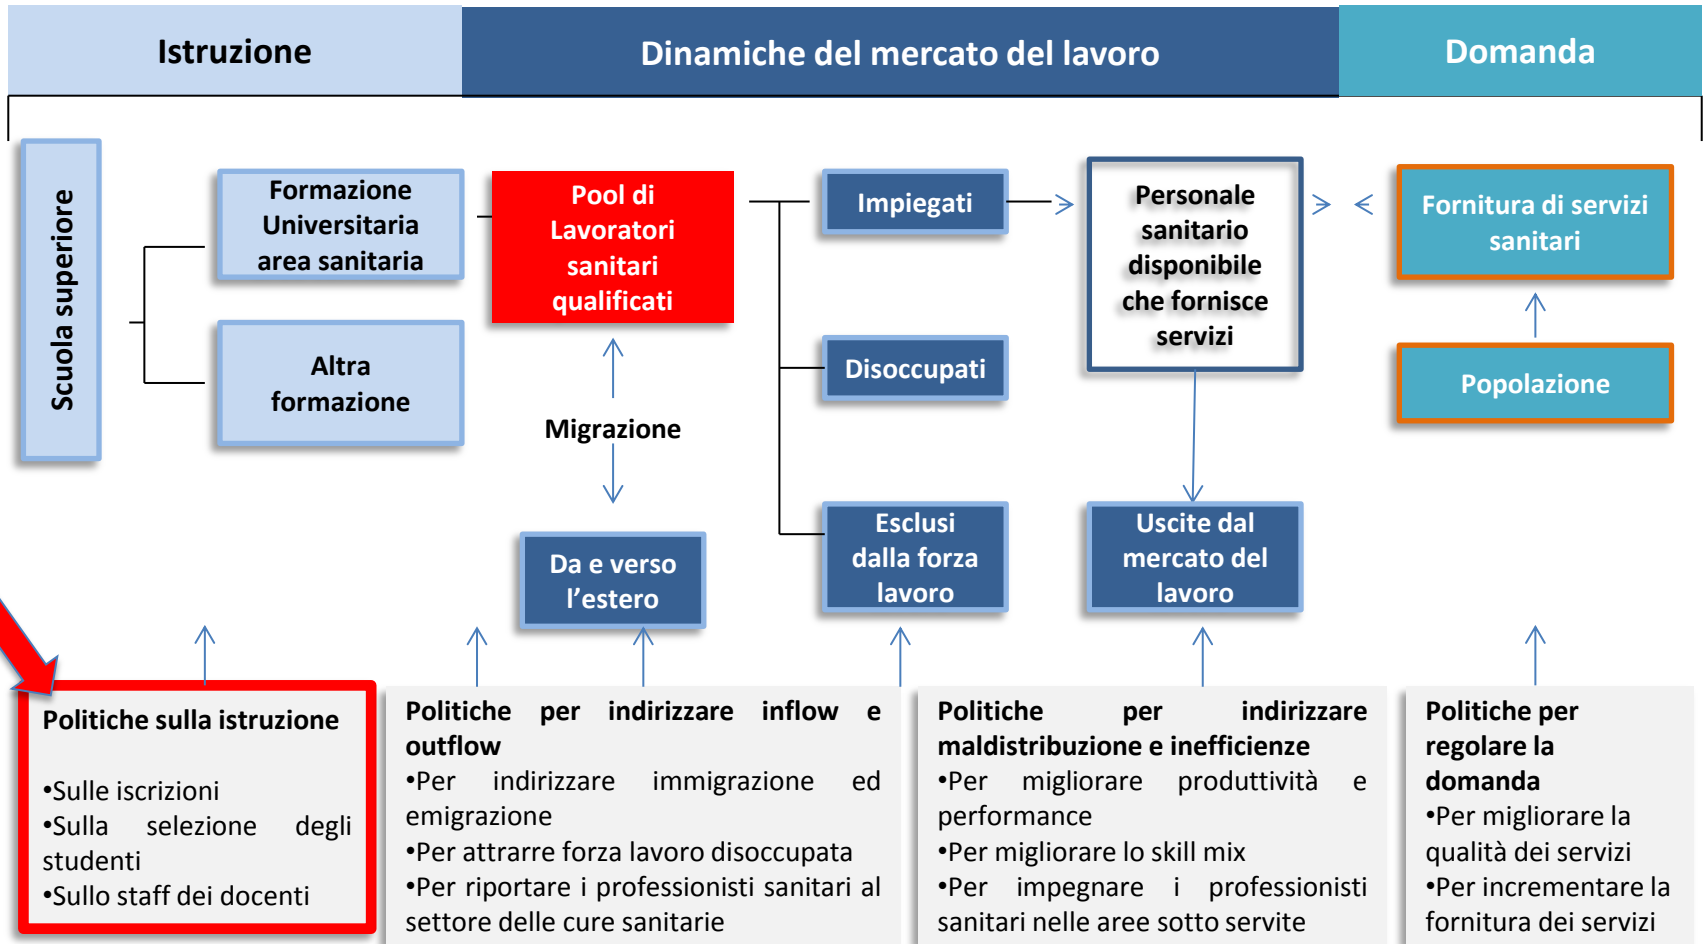 Istruzione
Dinamiche del mercato del lavoro
Domanda
Scuola superiore
Formazione
Universitaria
area sanitaria
Altra
formazione
Pool di
Lavoratori
sanitari
qualificati
Migrazione
Da e verso
l’estero
Impiegati
Disoccupati
Esclusi
dalla forza
lavoro
Personale
sanitario
disponibile
che fornisce
servizi
Uscite dal
mercato del
lavoro
Fornitura di servizi
sanitari
Popolazione
Politiche sulla istruzione
•Sulle iscrizioni
•Sulla selezione degli
studenti
•Sullo staff dei docenti
Politiche per indirizzare inflow e
outflow
•Per indirizzare immigrazione ed
emigrazione
•Per attrarre forza lavoro disoccupata
•Per riportare i professionisti sanitari al
settore delle cure sanitarie
Politiche per indirizzare
maldistribuzione e inefficienze
•Per migliorare produttività e
performance
•Per migliorare lo skill mix
•Per impegnare i professionisti
sanitari nelle aree sotto servite
Politiche per
regolare la
domanda
•Per migliorare la
qualità dei servizi
•Per incrementare la
fornitura dei servizi